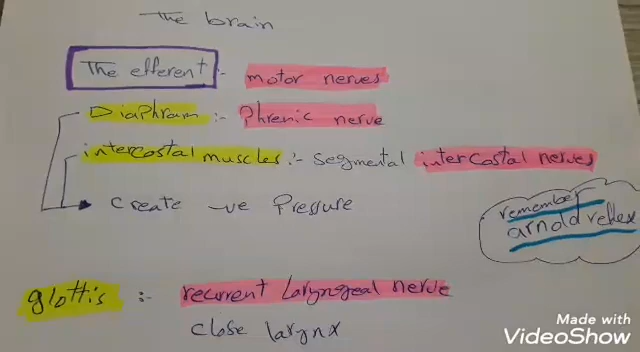 The brain
The efferent :- motor nerves
Diaphram :- Phrenic nerve
intercostal muscles :- segmental intercostal nerves
Create -ve Pressure
remember
arnold reflex
glottis :- recurrent laryngeal nerve
close larynx
Made with
VideoShow